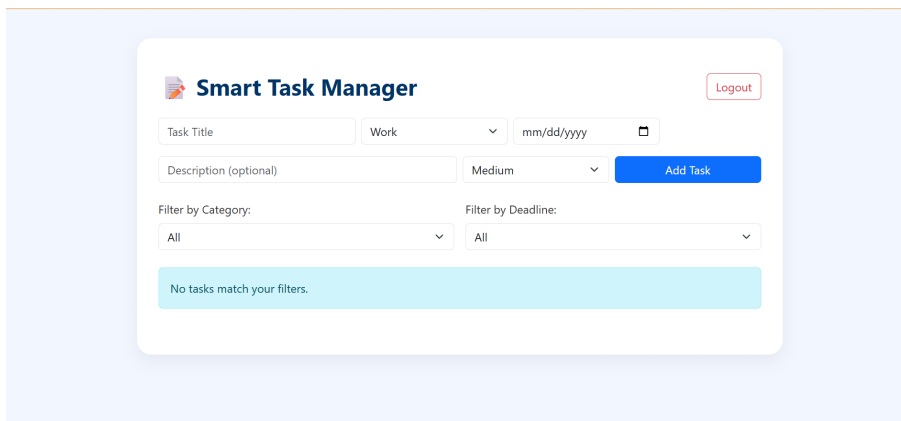 Smart Task Manager
Logout
Task Title
Work
mm/dd/yyyy
Description (optional)
Medium
Add Task
Filter by Category:
Filter by Deadline:
All
All
No tasks match your filters.